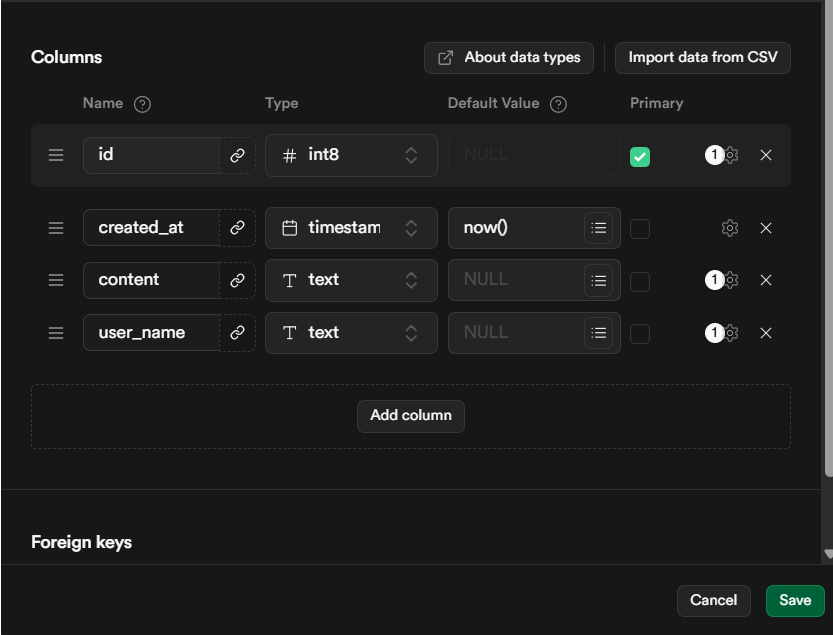 Columns About data types Import data from CSV
Name ? Type Default Value ? Primary
id # int8 NULL 1
created_at timestam now()
content T text NULL 1
user_name T text NULL 1
Add column
Foreign keys
Cancel Save